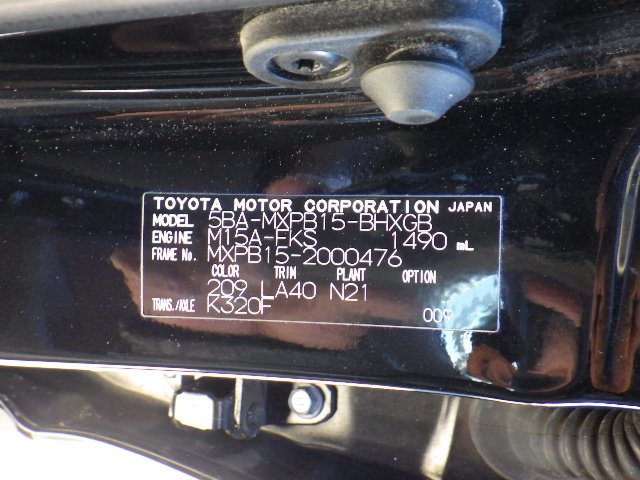 TOYOTA MOTOR CORPORATION JAPAN
MODEL 5BA-MXPB15-BHXGB
ENGINE M15A-FKS 1490 mL
FRAME No. MXPB15-2000476
COLOR TRIM PLANT OPTION
209 LA40 N21
TRANS./AXLE K320F
009